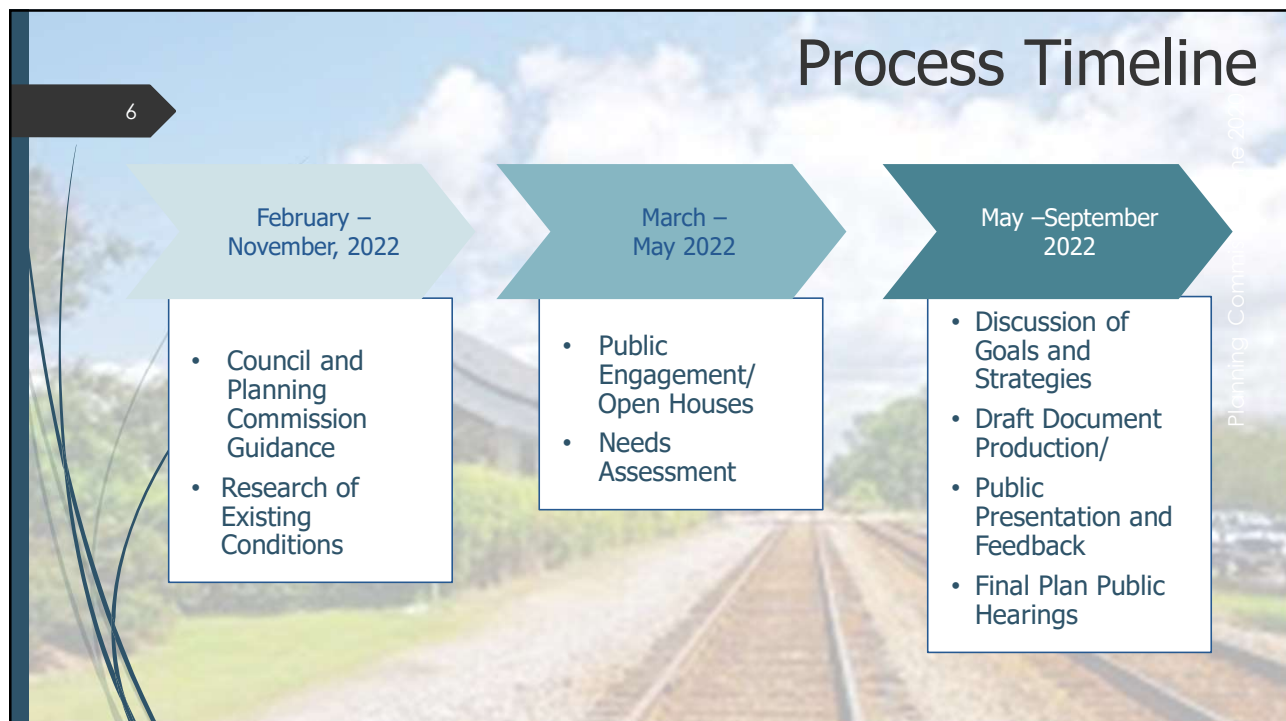 Process Timeline
6
February –
November, 2022
• Council and
Planning
Commission
Guidance
• Research of
Existing
Conditions
March –
May 2022
• Public
Engagement/
Open Houses
• Needs
Assessment
May –September
2022
• Discussion of
Goals and
Strategies
• Draft Document
Production/
• Public
Presentation and
Feedback
• Final Plan Public
Hearings
Planning